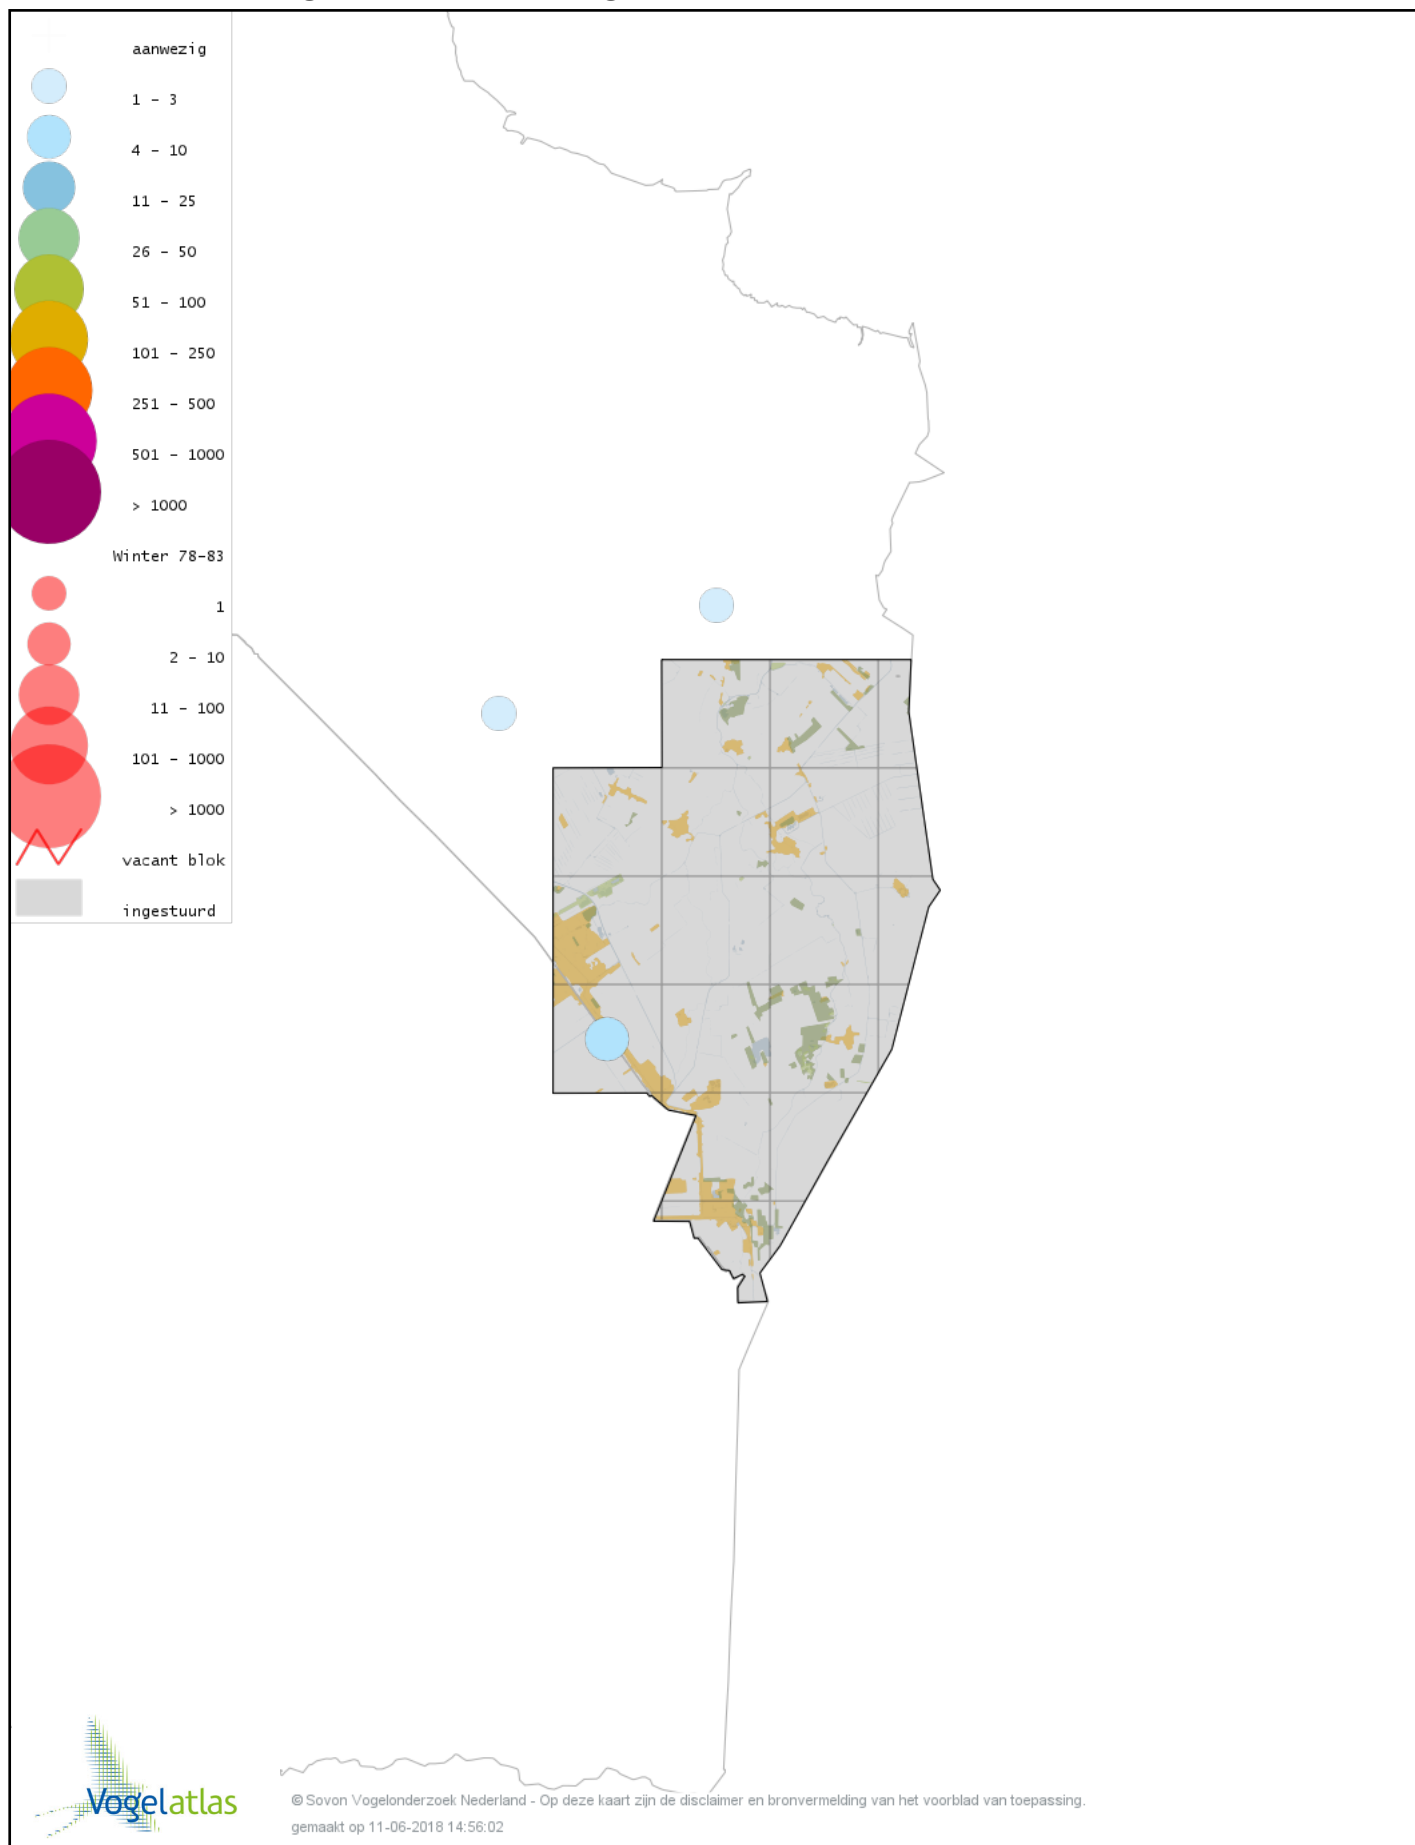 aanwezig
1 - 3
4 - 10
11 - 25
26 - 50
51 - 100
101 - 250
251 - 500
501 - 1000
> 1000
Winter 78-83
1
2 - 10
11 - 100
101 - 1000
> 1000
vacant blok
ingestuurd
Vogelatlas
© Sovon Vogelonderzoek Nederland - Op deze kaart zijn de disclaimer en bronvermelding van het voorblad van toepassing.
gemaakt op 11-06-2018 14:56:02